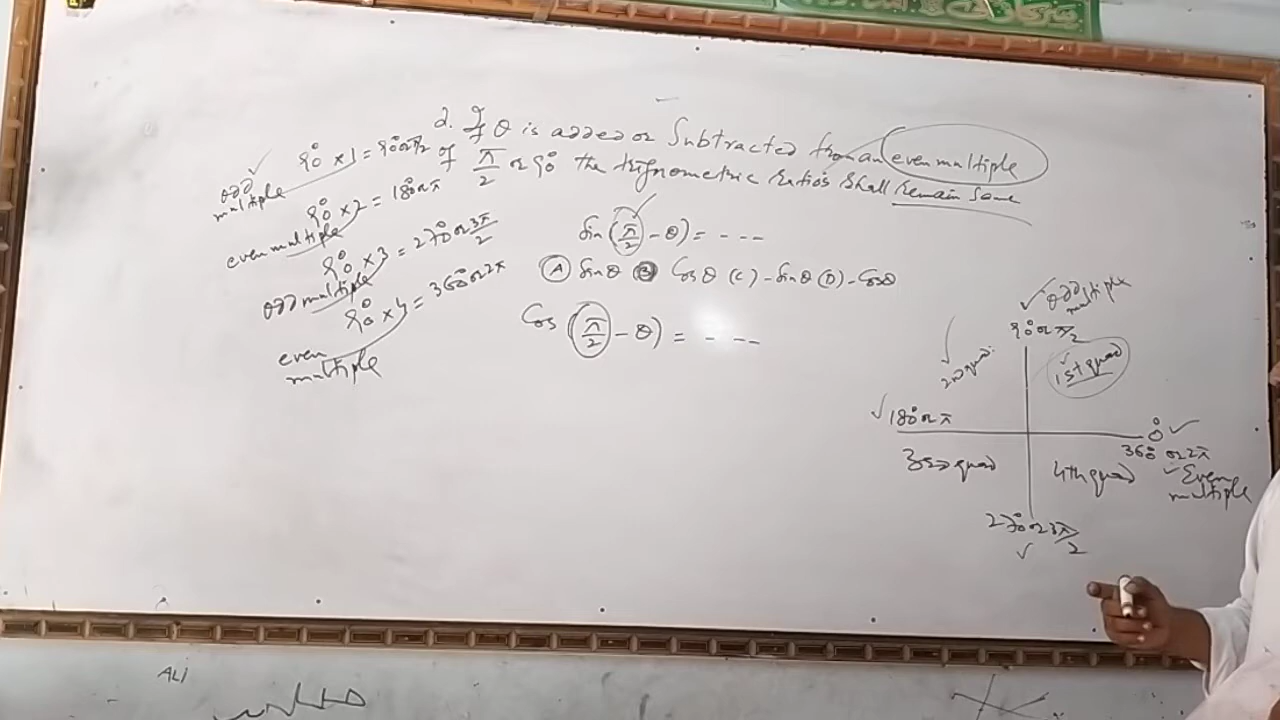 2. If θ is added or Subtracted from an even multiple
of π/2 or 90° the trignometric Ratios Shall Remain Same
90° × 1 = 90 or π/2
odd multiple
90° × 2 = 180 or π
even multiple
90° × 3 = 270 or 3π/2
odd multiple
90° × 4 = 360 or 2π
even multiple
Sin (π/2 - θ) = - - -
(A) Sinθ (B) Cosθ (C) -Sinθ (D) -Cosθ
Cos (π/2 - θ) = - - -
odd multiple
90° or π/2
2nd quad.
1st quad
180° or π
0°
360° or 2π
3rd quad
4th quad
Even multiple
270° or 3π/2
ALI